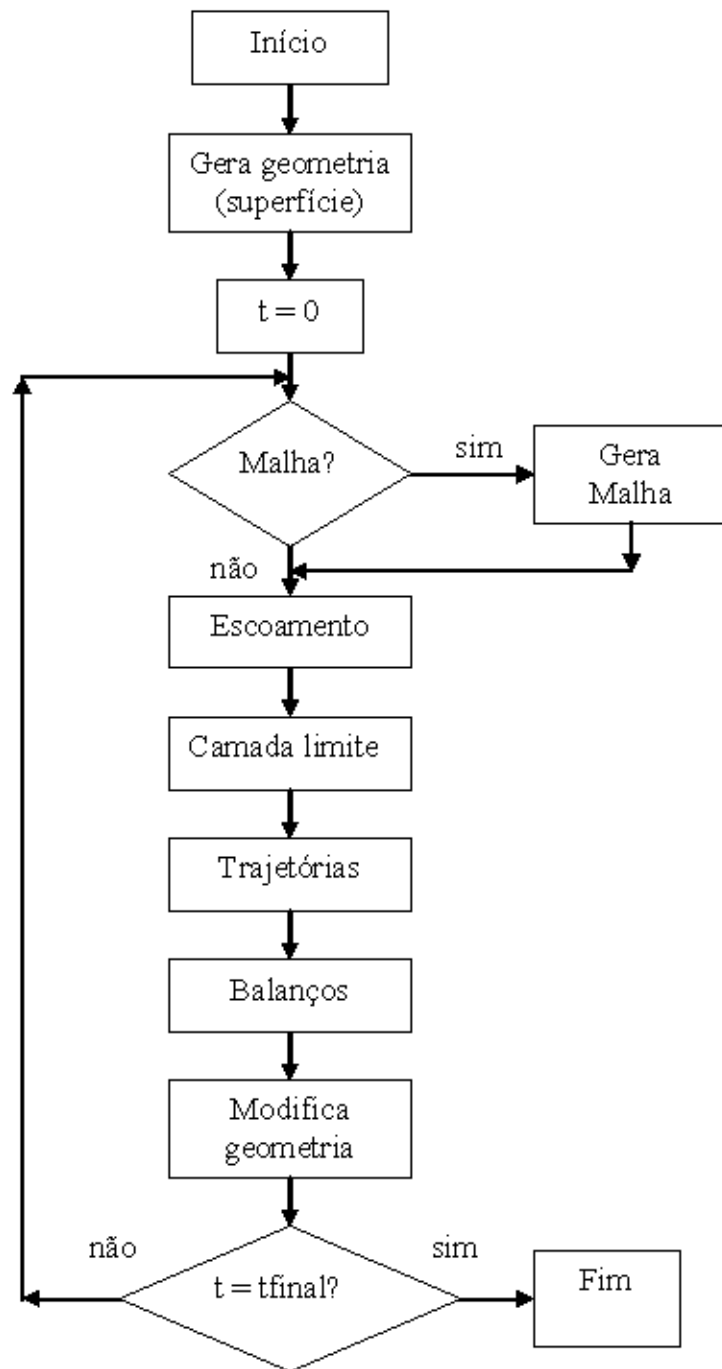 Início
Gera geometria
(superfície)
t = 0
Malha?
sim
Gera
Malha
não
Escoamento
Camada limite
Trajetórias
Balanços
Modifica
geometria
não
sim
t = tfinal?
Fim